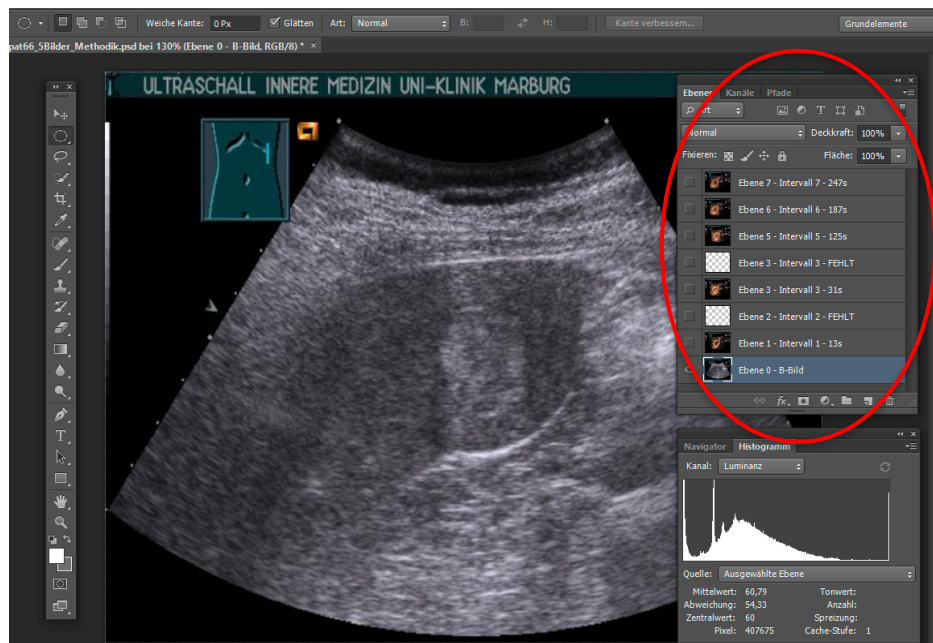 Weiche Kante: 0 Px Glätten Art: Normal B: H: Kante verbessern... Grundelemente
pat66_5Bilder_Methodik.psd bei 130% (Ebene 0 - B-Bild, RGB/8) * ×
ULTRASCHALL INNERE MEDIZIN UNI-KLINIK MARBURG
Ebenen Kanäle Pfade
Art
Normal Deckkraft: 100%
Fixieren: Fläche: 100%
Ebene 7 - Intervall 7 - 247s
Ebene 6 - Intervall 6 - 187s
Ebene 5 - Intervall 5 - 125s
Ebene 3 - Intervall 3 - FEHLT
Ebene 3 - Intervall 3 - 31s
Ebene 2 - Intervall 2 - FEHLT
Ebene 1 - Intervall 1 - 13s
Ebene 0 - B-Bild
fx
Navigator Histogramm
Kanal: Luminanz
Quelle: Ausgewählte Ebene
Mittelwert: 60,79 Tonwert:
Abweichung: 54,33 Anzahl:
Zentralwert: 60 Spreizung:
Pixel: 407675 Cache-Stufe: 1